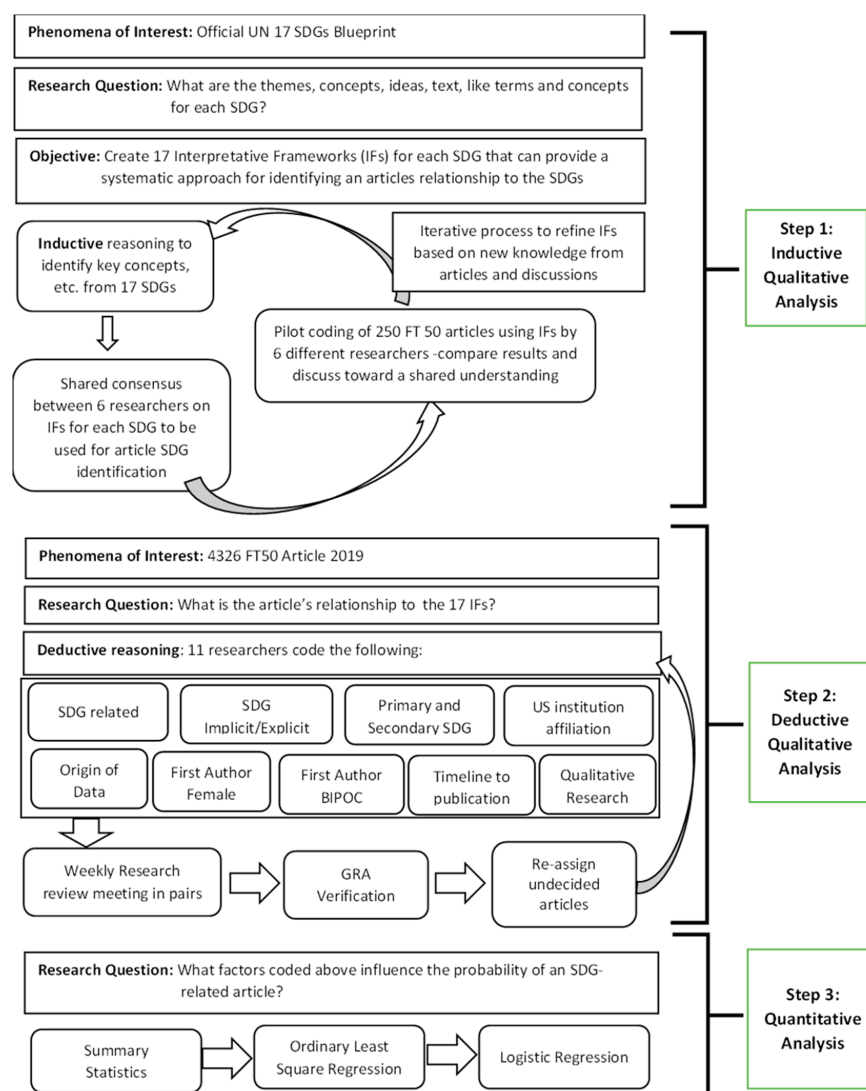 Phenomena of Interest: Official UN 17 SDGs Blueprint
Research Question: What are the themes, concepts, ideas, text, like terms and concepts
for each SDG?
Objective: Create 17 Interpretative Frameworks (IFs) for each SDG that can provide a
systematic approach for identifying an articles relationship to the SDGs
Inductive reasoning to
identify key concepts,
etc. from 17 SDGs
Iterative process to refine IFs
based on new knowledge from
articles and discussions
Pilot coding of 250 FT 50 articles using IFs by
6 different researchers -compare results and
discuss toward a shared understanding
Shared consensus
between 6 researchers on
IFs for each SDG to be
used for article SDG
identification
Step 1:
Inductive
Qualitative
Analysis
Phenomena of Interest: 4326 FT50 Article 2019
Research Question: What is the article's relationship to the 17 IFs?
Deductive reasoning: 11 researchers code the following:
SDG related
SDG
Implicit/Explicit
Primary and
Secondary SDG
US institution
affiliation
Origin of
Data
First Author
Female
First Author
BIPOC
Timeline to
publication
Qualitative
Research
Weekly Research
review meeting in pairs
GRA
Verification
Re-assign
undecided
articles
Step 2:
Deductive
Qualitative
Analysis
Research Question: What factors coded above influence the probability of an SDG-
related article?
Summary
Statistics
Ordinary Least
Square Regression
Logistic Regression
Step 3:
Quantitative
Analysis